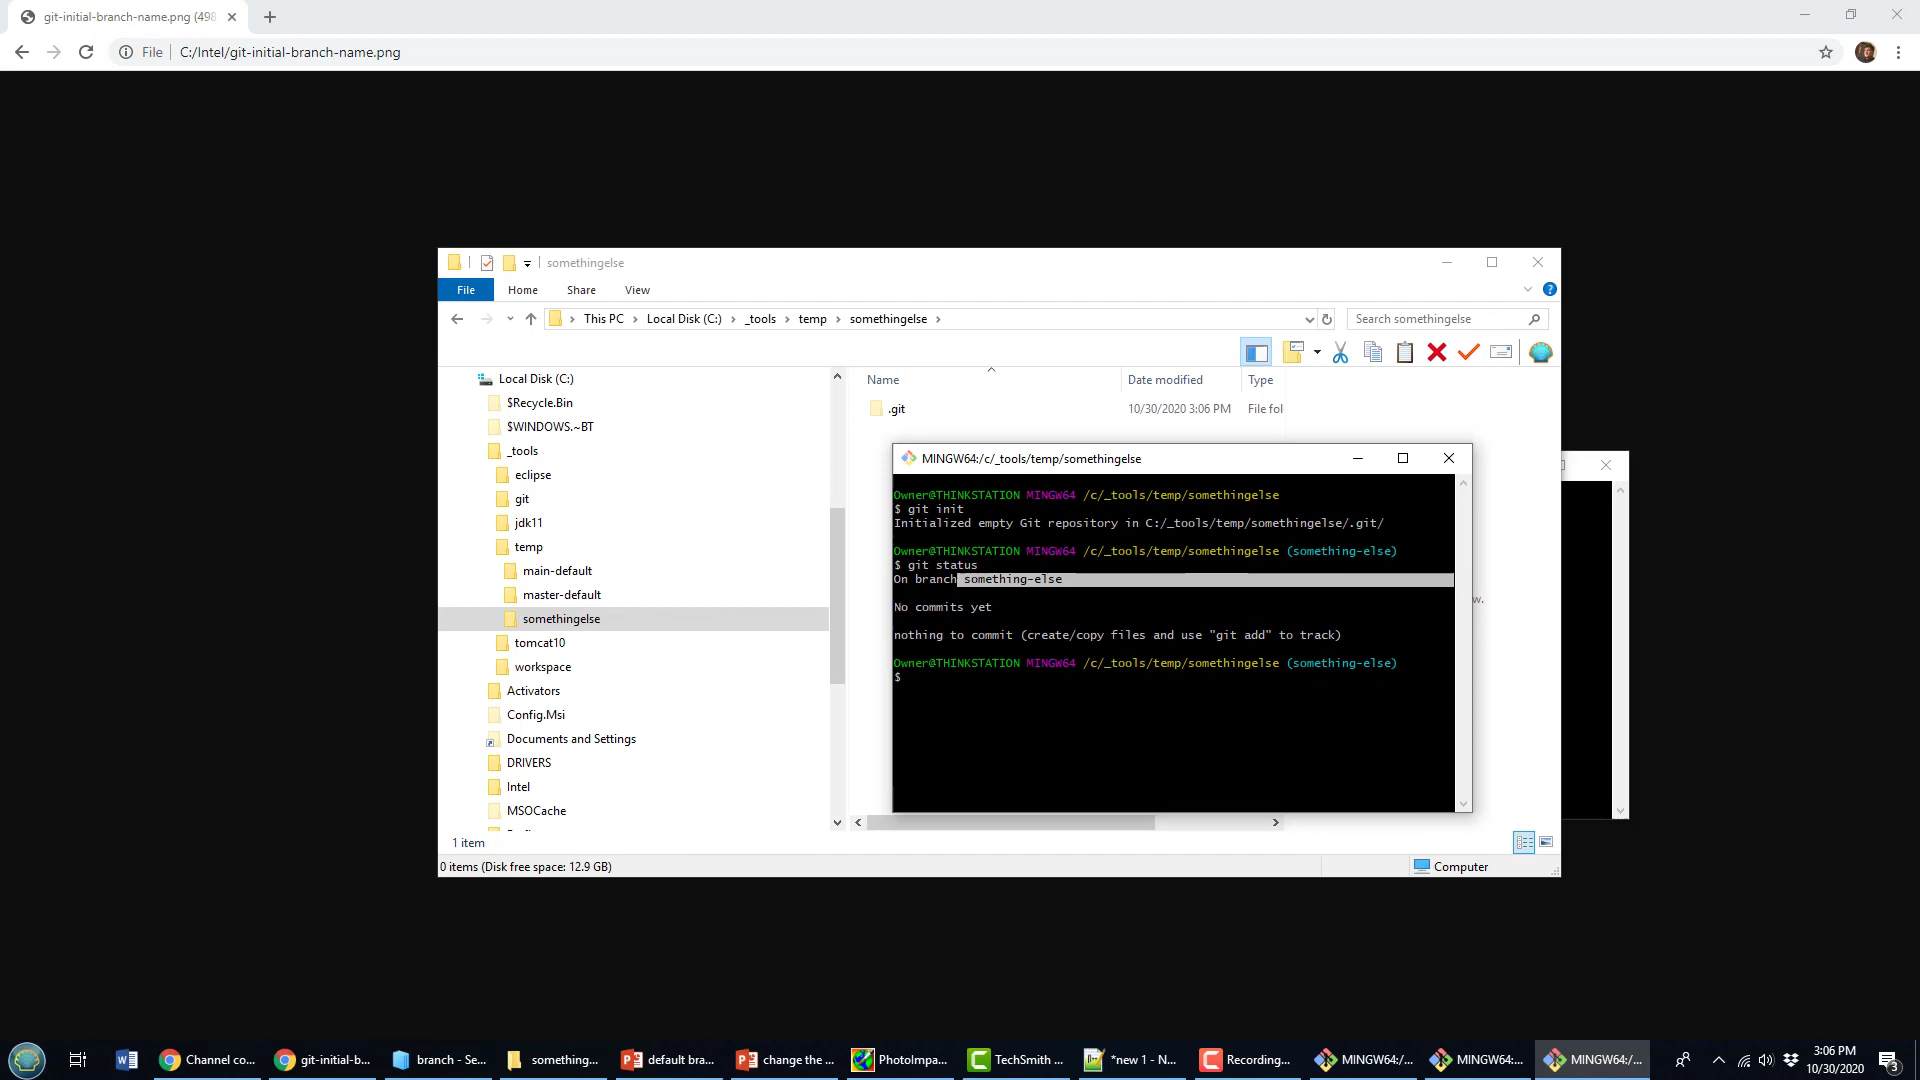 git-initial-branch-name.png (498
File C:/Intel/git-initial-branch-name.png
somethingelse
File Home Share View
This PC Local Disk (C:) _tools temp somethingelse
Search somethingelse
Local Disk (C:)
$Recycle.Bin
$WINDOWS.~BT
_tools
eclipse
git
jdk11
temp
main-default
master-default
somethingelse
tomcat10
workspace
Activators
Config.Msi
Documents and Settings
DRIVERS
Intel
MSOCache
Name Date modified Type
.git 10/30/2020 3:06 PM File fol
MINGW64:/c/_tools/temp/somethingelse
Owner@THINKSTATION MINGW64 /c/_tools/temp/somethingelse
$ git init
Initialized empty Git repository in C:/_tools/temp/somethingelse/.git/
Owner@THINKSTATION MINGW64 /c/_tools/temp/somethingelse (something-else)
$ git status
On branch something-else
No commits yet
nothing to commit (create/copy files and use "git add" to track)
Owner@THINKSTATION MINGW64 /c/_tools/temp/somethingelse (something-else)
$
w.
1 item
0 items (Disk free space: 12.9 GB)
Computer
Channel co...
git-initial-b...
branch - Se...
something...
default bra...
change the ...
PhotoImpa...
TechSmith ...
*new 1 - N...
Recording...
MINGW64:/...
MINGW64:...
MINGW64:/...
3:06 PM
10/30/2020
3